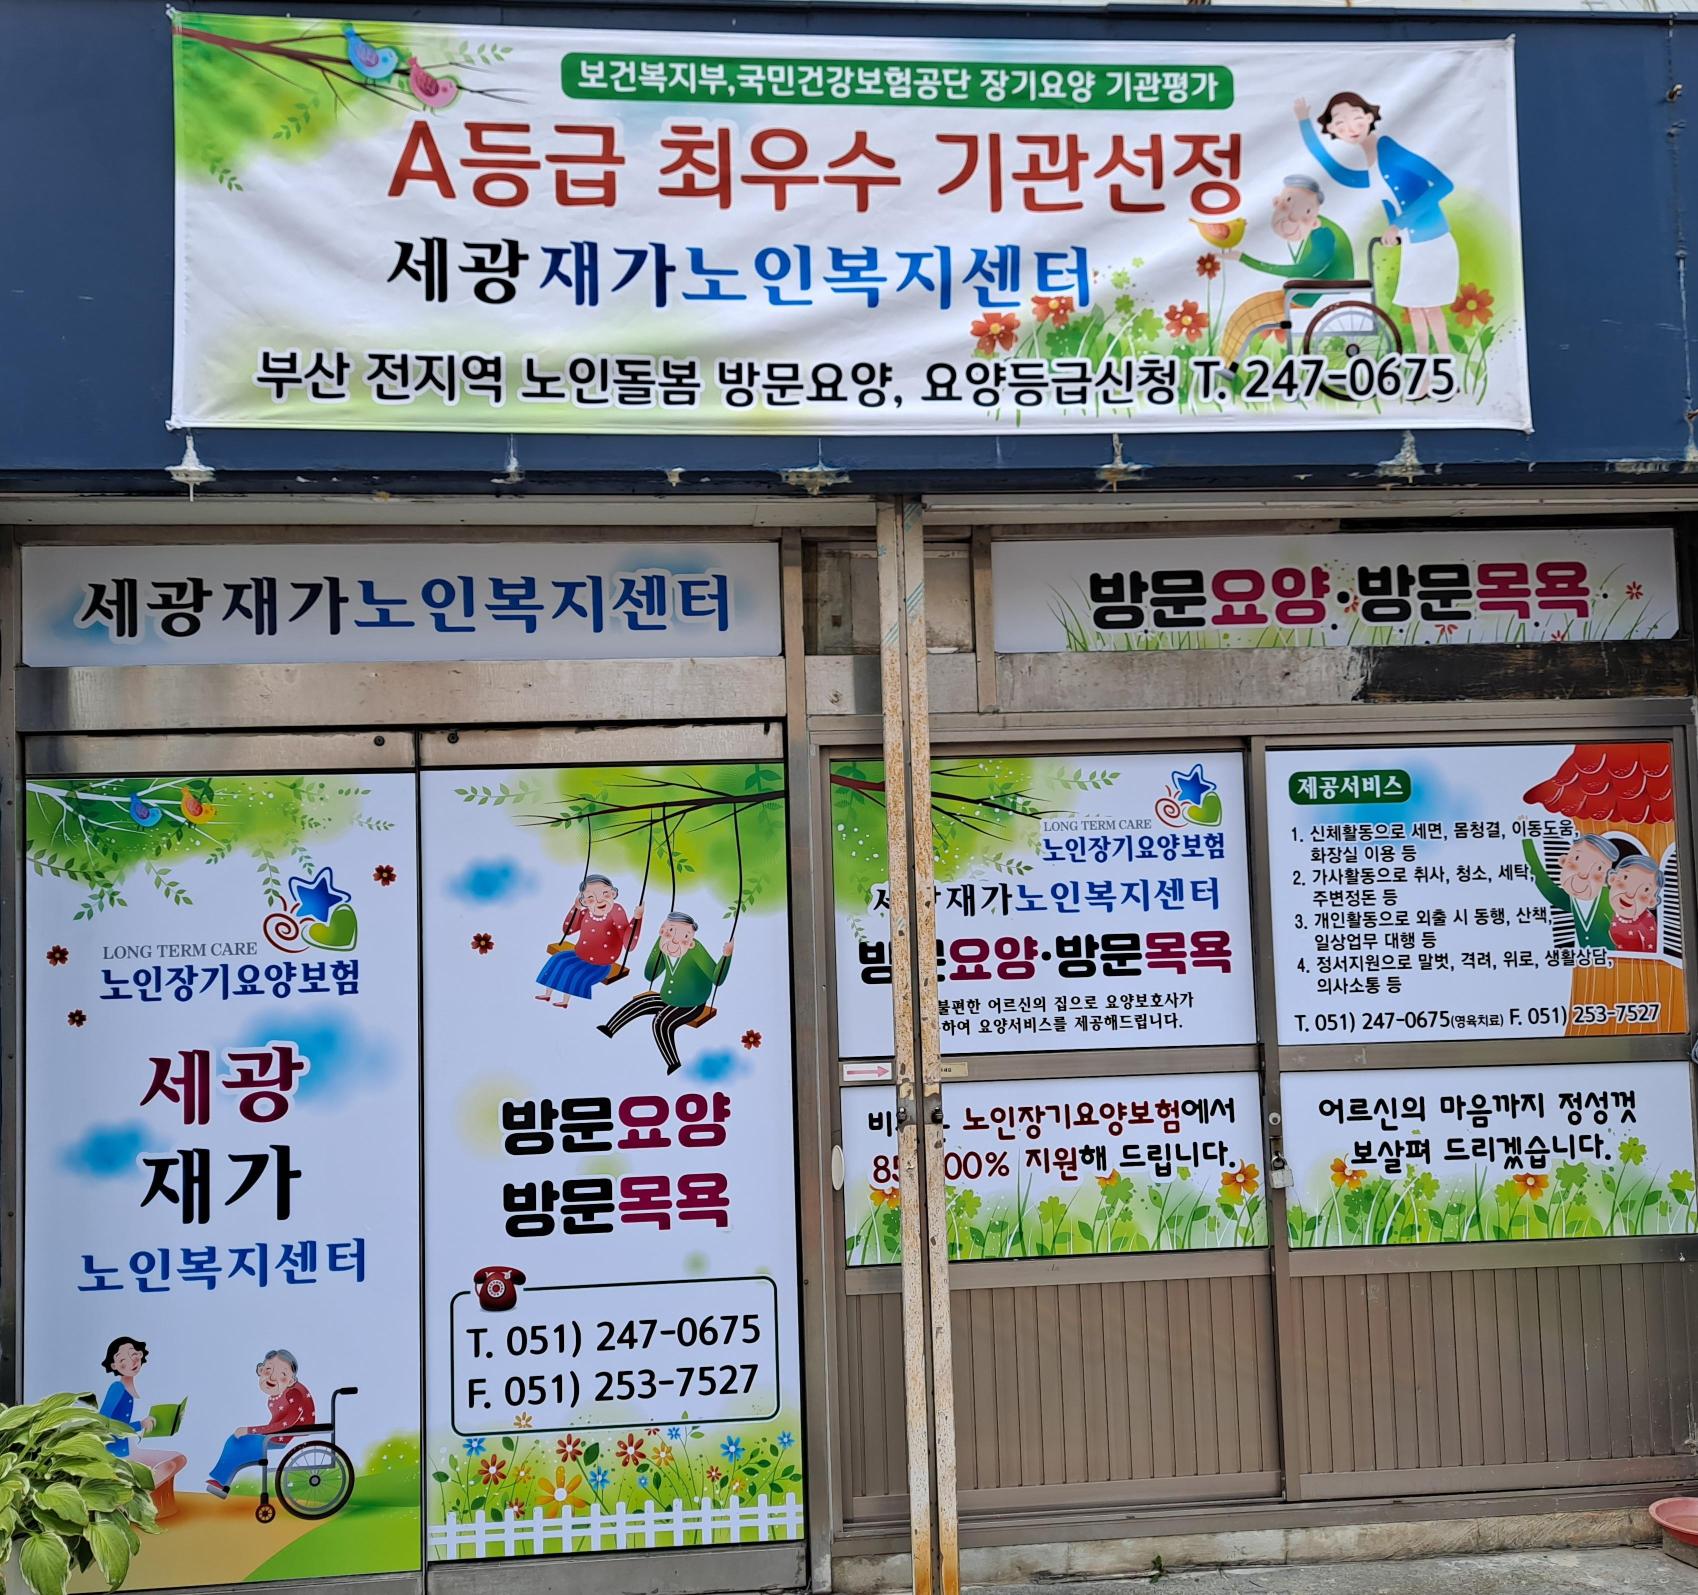 보건복지부,국민건강보험공단 장기요양 기관평가
A등급 최우수 기관선정
세광재가노인복지센터
부산 전지역 노인돌봄 방문요양, 요양등급신청 T. 247-0675
세광재가노인복지센터
방문요양·방문목욕
LONG TERM CARE
노인장기요양보험
세광
재가
노인복지센터
방문요양
방문목욕
T. 051) 247-0675
F. 051) 253-7527
LONG TERM CARE
노인장기요양보험
재가노인복지센터
요양·방문목욕
불편한 어르신의 집으로 요양보호사가
하여 요양서비스를 제공해드립니다.
노인장기요양보험에서
지원해 드립니다.
제공서비스
1. 신체활동으로 세면, 몸청결, 이동도움,
화장실 이용 등
2. 가사활동으로 취사, 청소, 세탁,
주변정돈 등
3. 개인활동으로 외출 시 동행, 산책,
일상업무 대행 등
4. 정서지원으로 말벗, 격려, 위로, 생활상담,
의사소통 등
T. 051) 247-0675 F. 051) 253-7527
어르신의 마음까지 정성껏
보살펴 드리겠습니다.